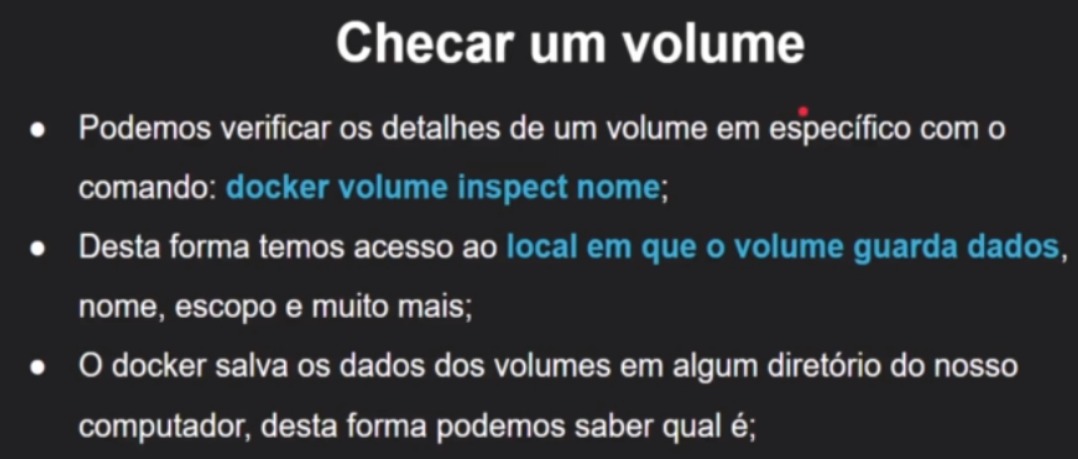 Checar um volume
● Podemos verificar os detalhes de um volume em específico com o
comando: docker volume inspect nome;
● Desta forma temos acesso ao local em que o volume guarda dados,
nome, escopo e muito mais;
● O docker salva os dados dos volumes em algum diretório do nosso
computador, desta forma podemos saber qual é;